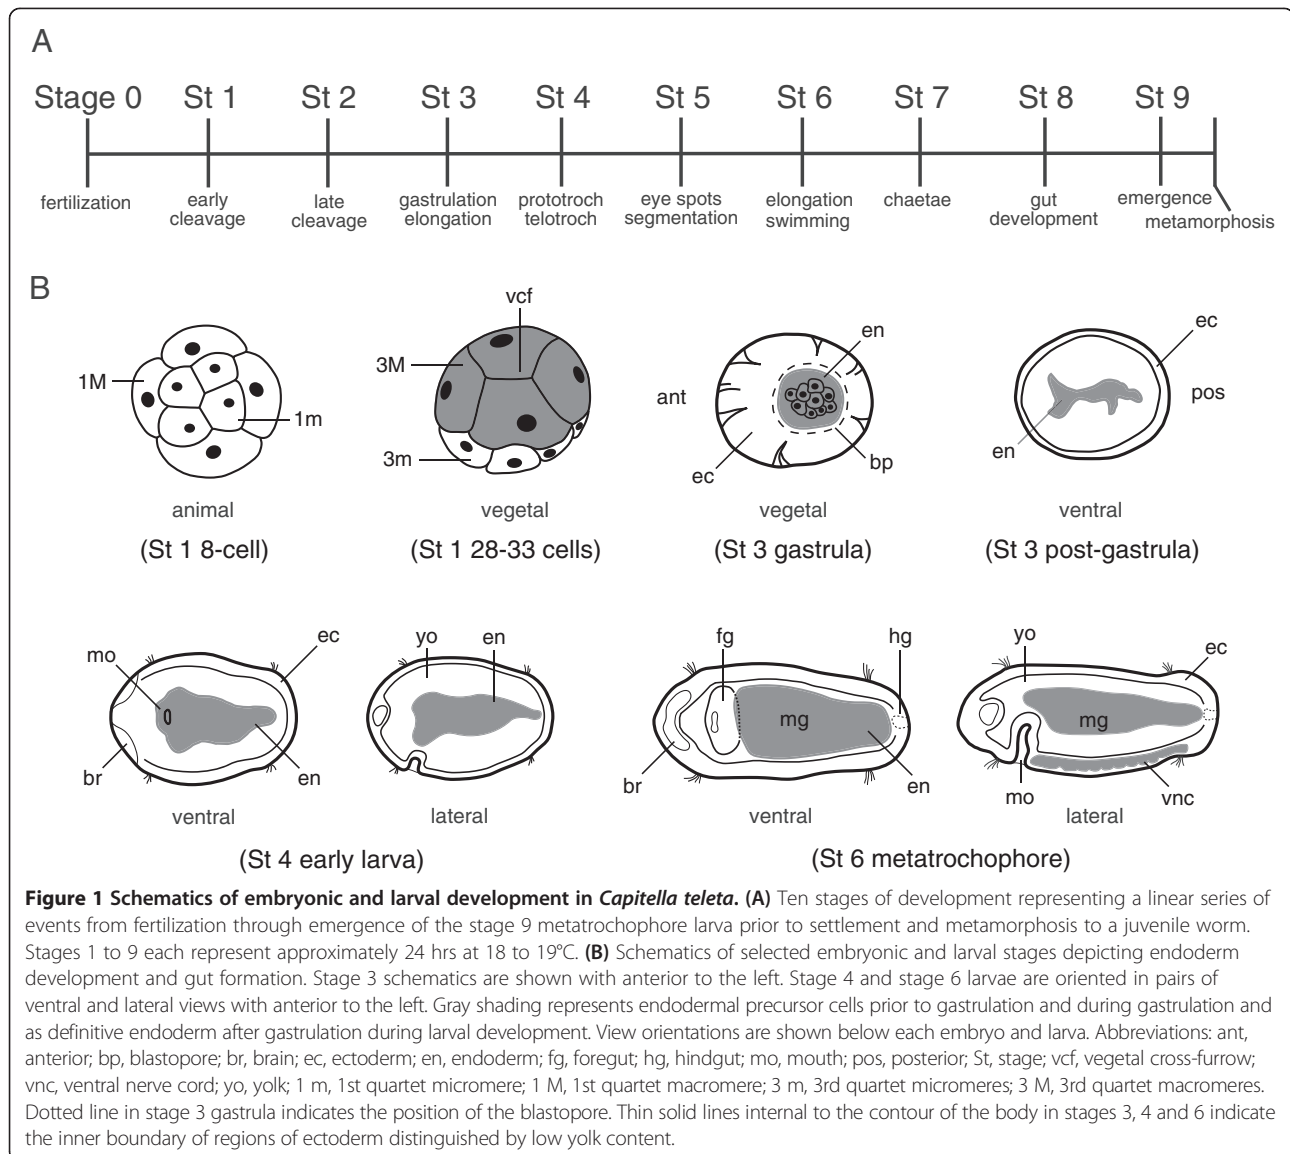 A
Stage 0 St 1 St 2 St 3 St 4 St 5 St 6 St 7 St 8 St 9
fertilization
early
cleavage
late
cleavage
gastrulation
elongation
prototroch
telotroch
eye spots
segmentation
elongation
swimming
chaetae
gut
development
emergence
metamorphosis
B
1M
1m
animal
(St 1 8-cell)
vcf
3M
3m
vegetal
(St 1 28-33 cells)
ant
en
ec
bp
vegetal
(St 3 gastrula)
ec
pos
en
ventral
(St 3 post-gastrula)
mo
ec
br
en
ventral
yo
en
lateral
(St 4 early larva)
fg
hg
mg
br
en
ventral
yo
ec
mg
mo
vnc
lateral
(St 6 metatrochophore)
Figure 1 Schematics of embryonic and larval development in Capitella teleta. (A) Ten stages of development representing a linear series of
events from fertilization through emergence of the stage 9 metatrochophore larva prior to settlement and metamorphosis to a juvenile worm.
Stages 1 to 9 each represent approximately 24 hrs at 18 to 19°C. (B) Schematics of selected embryonic and larval stages depicting endoderm
development and gut formation. Stage 3 schematics are shown with anterior to the left. Stage 4 and stage 6 larvae are oriented in pairs of
ventral and lateral views with anterior to the left. Gray shading represents endodermal precursor cells prior to gastrulation and during gastrulation and
as definitive endoderm after gastrulation during larval development. View orientations are shown below each embryo and larva. Abbreviations: ant,
anterior; bp, blastopore; br, brain; ec, ectoderm; en, endoderm; fg, foregut; hg, hindgut; mo, mouth; pos, posterior; St, stage; vcf, vegetal cross-furrow;
vnc, ventral nerve cord; yo, yolk; 1 m, 1st quartet micromere; 1 M, 1st quartet macromere; 3 m, 3rd quartet micromeres; 3 M, 3rd quartet macromeres.
Dotted line in stage 3 gastrula indicates the position of the blastopore. Thin solid lines internal to the contour of the body in stages 3, 4 and 6 indicate
the inner boundary of regions of ectoderm distinguished by low yolk content.